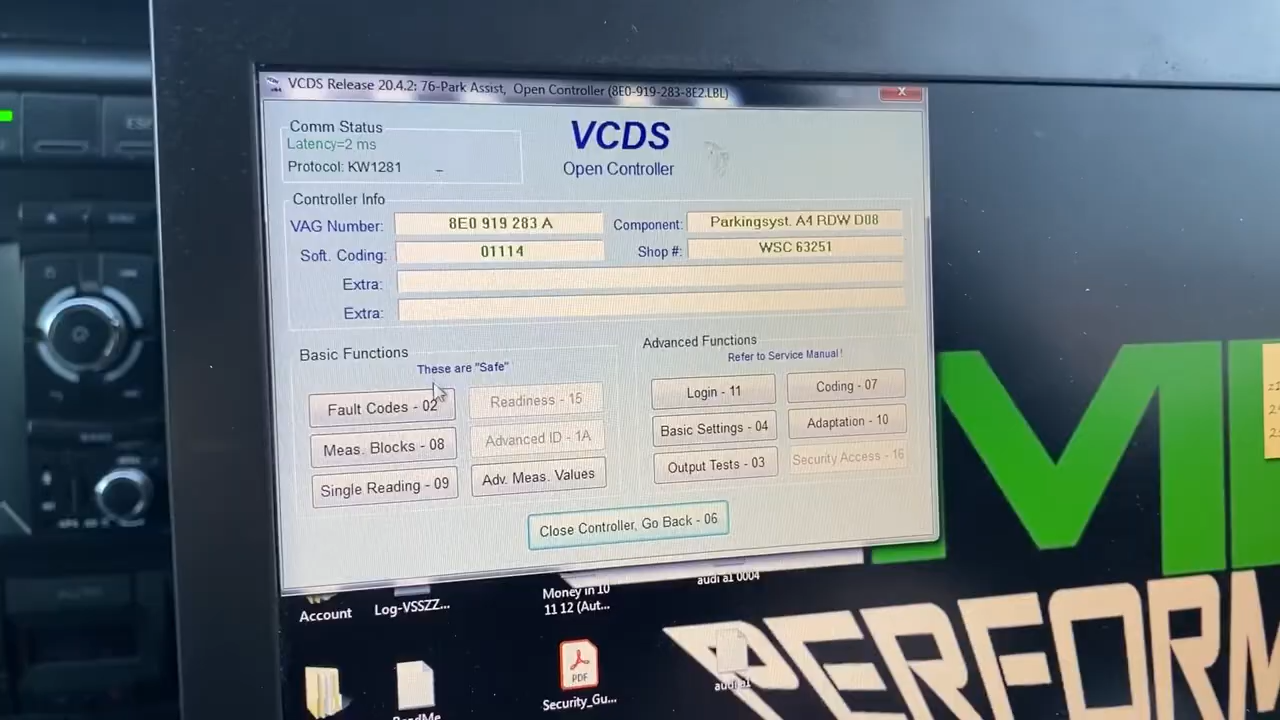 VCDS Release 20.4.2: 76-Park Assist, Open Controller (8E0-919-283-8E2.LBL)
X
Comm Status
Latency=2 ms
Protocol: KW1281
VCDS
Open Controller
Controller Info
VAG Number: 8E0 919 283 A Component: Parkingsyst. A4 RDW D08
Soft. Coding: 01114 Shop #: WSC 63251
Extra:
Extra:
Basic Functions
These are "Safe"
Fault Codes - 02 Readiness - 15
Meas. Blocks - 08 Advanced ID - 1A
Single Reading - 09 Adv. Meas. Values
Advanced Functions
Refer to Service Manual!
Login - 11 Coding - 07
Basic Settings - 04 Adaptation - 10
Output Tests - 03 Security Access - 16
Close Controller, Go Back - 06
Account
Log-VSSZZ...
Money in 10
11 12 (Aut...
audi a1 0004
PDF
Security_Gu...
ReadMe
audi a1
PERFORM